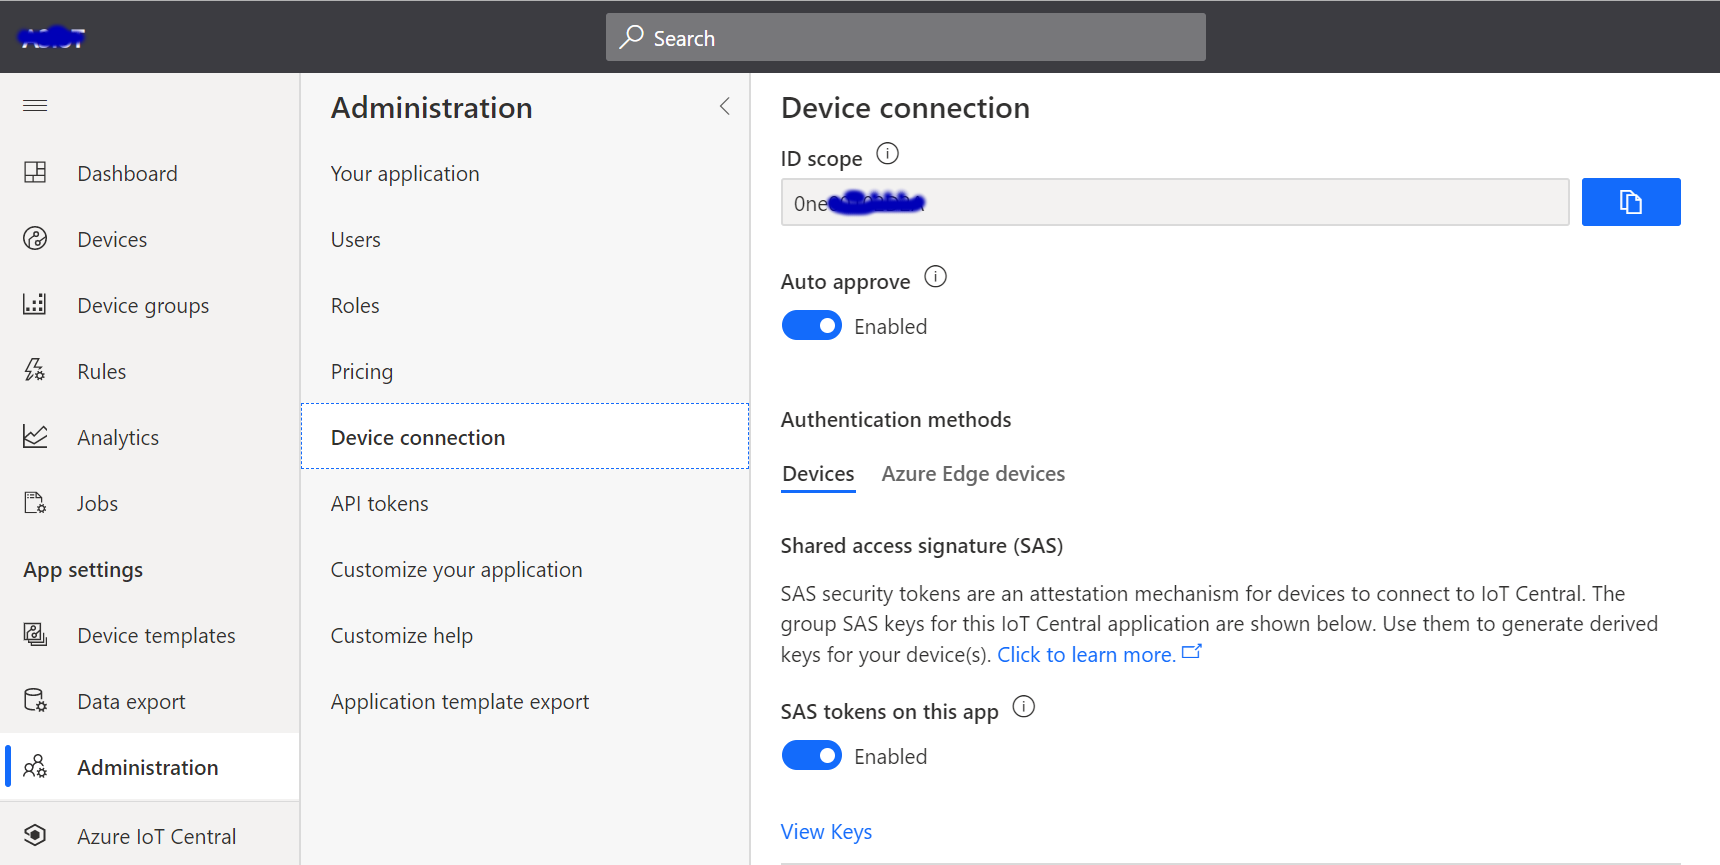 Search
Dashboard
Devices
Device groups
Rules
Analytics
Jobs
App settings
Device templates
Data export
Administration
Azure IoT Central
Administration
Your application
Users
Roles
Pricing
Device connection
API tokens
Customize your application
Customize help
Application template export
Device connection
ID scope
Auto approve
Enabled
Authentication methods
Devices Azure Edge devices
Shared access signature (SAS)
SAS security tokens are an attestation mechanism for devices to connect to IoT Central. The
group SAS keys for this IoT Central application are shown below. Use them to generate derived
keys for your device(s). Click to learn more.
SAS tokens on this app
Enabled
View Keys